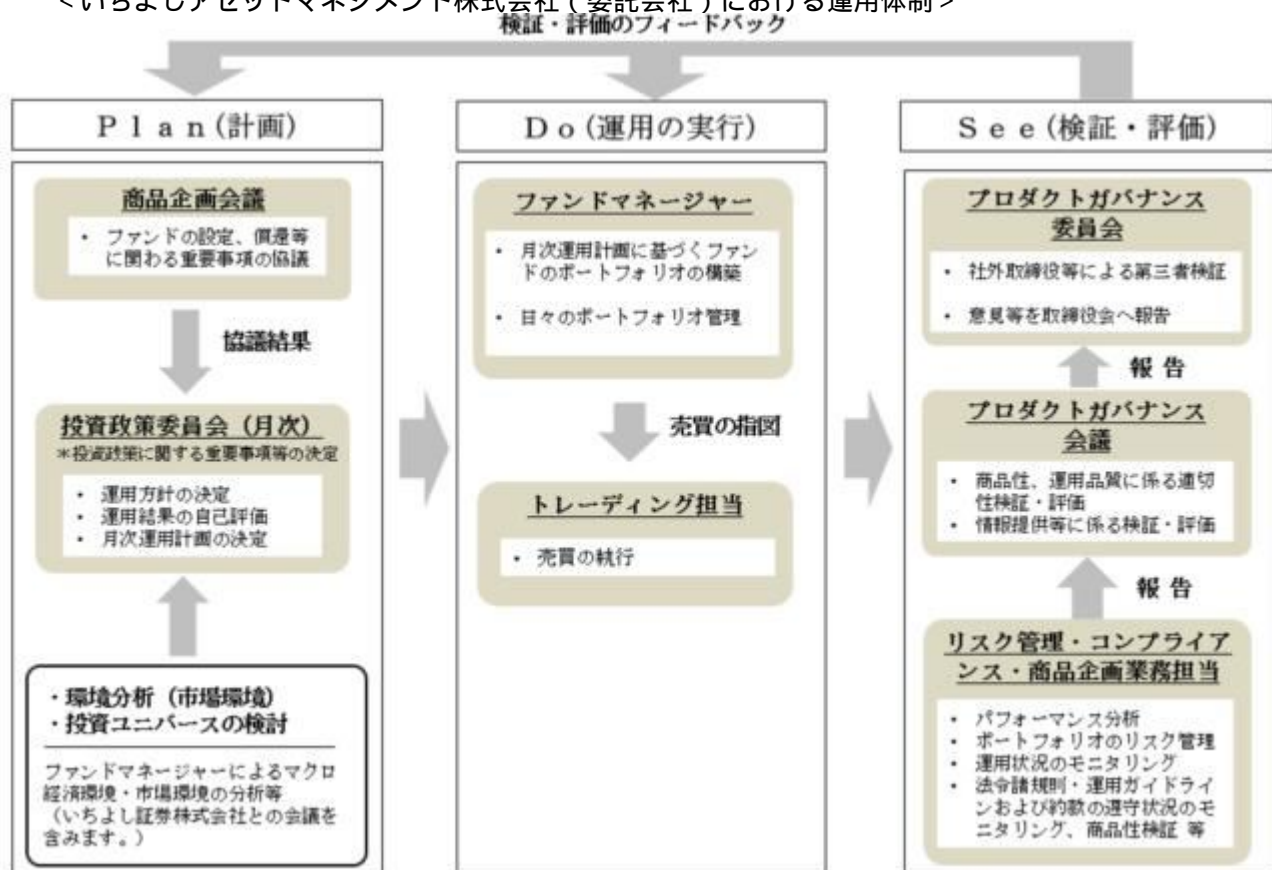 ＜いちよしアセットマネジメント株式会社（委託会社）における運用体制＞
検証・評価のフィードバック
Ｐｌａｎ(計画)
商品企画会議
・ ファンドの設定、償還等
に関わる重要事項の協議
協議結果
投資政策委員会（月次）
＊投資政策に関する重要事項等の決定
・ 運用方針の決定
・ 運用結果の自己評価
・ 月次運用計画の決定
・環境分析（市場環境）
・投資ユニバースの検討
ファンドマネージャーによるマクロ
経済環境・市場環境の分析等
（いちよし証券株式会社との会議を
含みます。）
Ｄｏ(運用の実行)
ファンドマネージャー
・ 月次運用計画に基づくファン
ドのポートフォリオの構築
・ 日々のポートフォリオ管理
売買の指図
トレーディング担当
・ 売買の執行
Ｓｅｅ(検証・評価)
プロダクトガバナンス
委員会
・ 社外取締役等による第三者検証
・ 意見等を取締役会へ報告
報 告
プロダクトガバナンス
会議
・ 商品性、運用品質に係る適切
性検証・評価
・ 情報提供等に係る検証・評価
報 告
リスク管理・コンプライア
ンス・商品企画業務担当
・ パフォーマンス分析
・ ポートフォリオのリスク管理
・ 運用状況のモニタリング
・ 法令諸規則・運用ガイドライ
ンおよび約款の遵守状況のモ
ニタリング、商品性検証 等